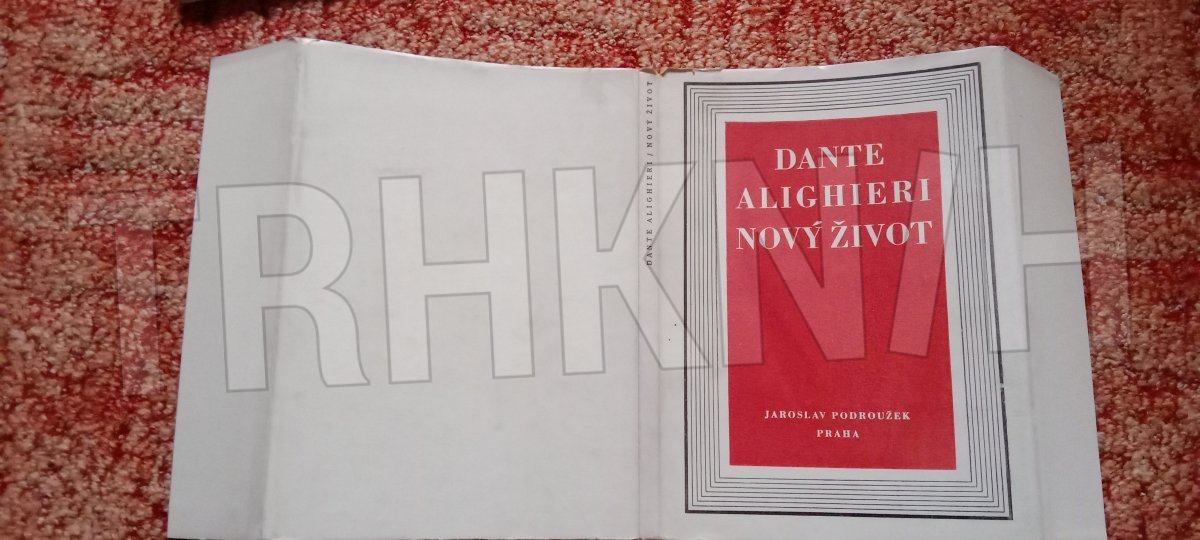 DANTE ALIGHIERI / NOVÝ ŽIVOT
DANTE
ALIGHIERI
NOVÝ ŽIVOT
JAROSLAV PODROUŽEK
PRAHA
TRHKNIH